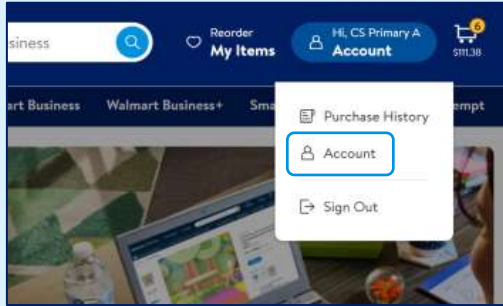 siness
Reorder
My Items
Hi, CS Primary A
Account
6
$111.38
art Business
Walmart Business+
Sma
empt
Purchase History
Account
Sign Out